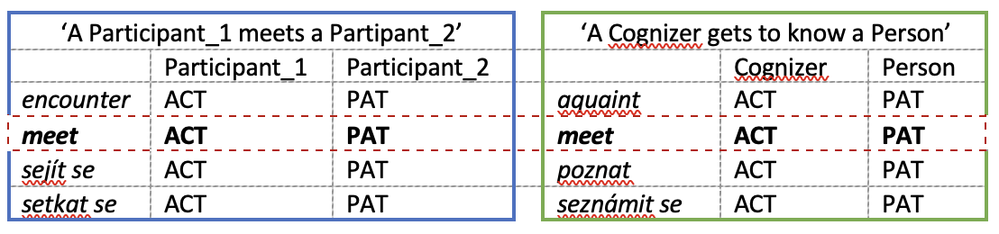 ‘A Participant_1 meets a Partipant_2’ ‘A Cognizer gets to know a Person’
Participant_1 Participant_2 Cognizer Person
encounter ACT PAT aquaint ACT PAT
meet ACT PAT meet ACT PAT
sejít se ACT PAT poznat ACT PAT
setkat se ACT PAT seznámit se ACT PAT